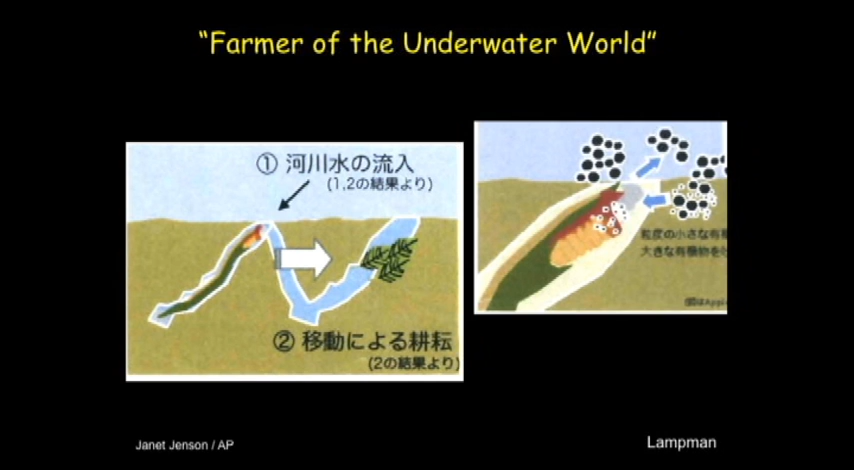 “Farmer of the Underwater World”
① 河川水の流入
(1,2の結果より)
② 移動による耕耘
(2の結果より)
粒度の小さな有機
大きな有機物を
Janet Jenson / AP
Lampman